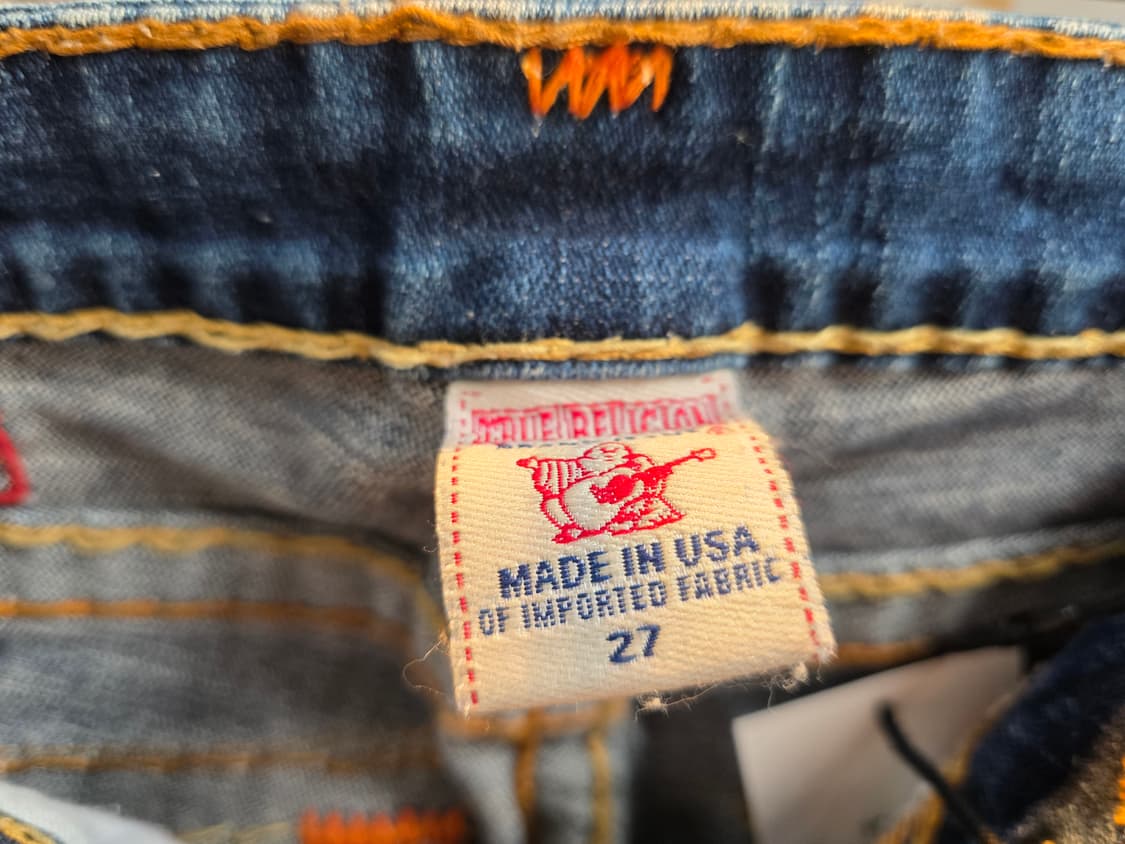 TRUE RELIGION
MADE IN USA
OF IMPORTED FABRIC
27